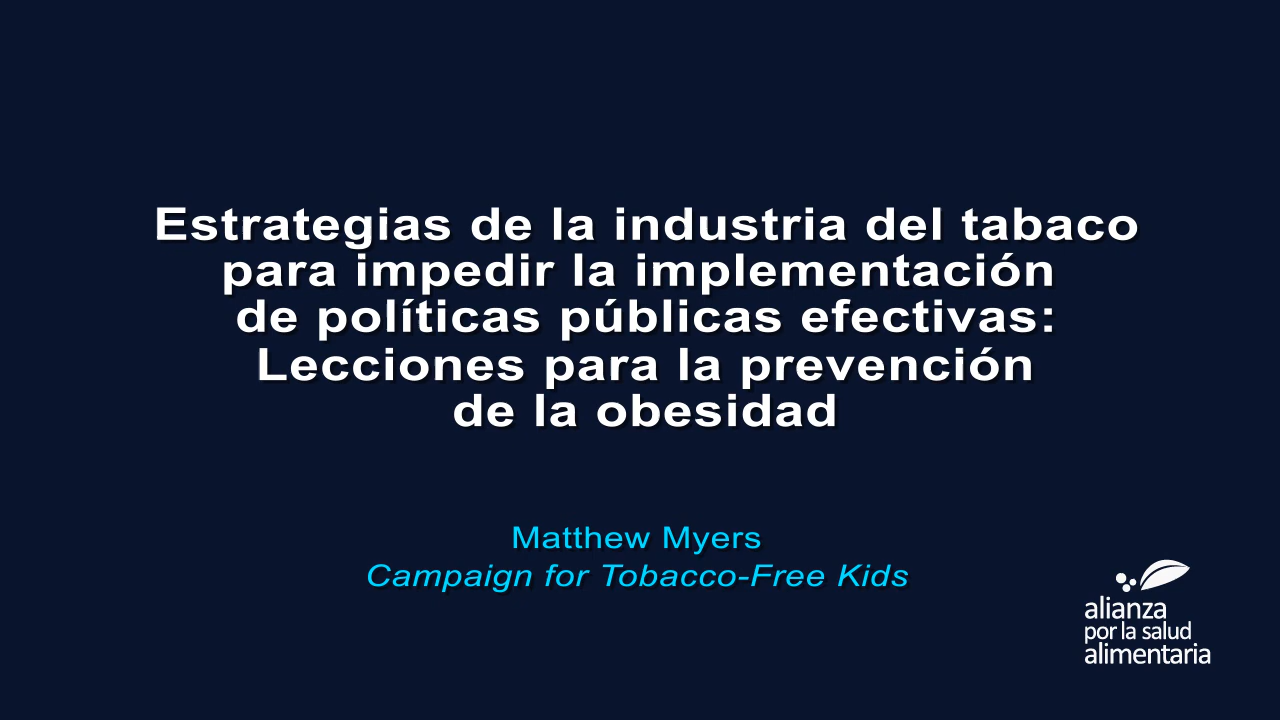 Estrategias de la industria del tabaco
para impedir la implementación
de políticas públicas efectivas:
Lecciones para la prevención
de la obesidad
Matthew Myers
Campaign for Tobacco-Free Kids
alianza
por la salud
alimentaria